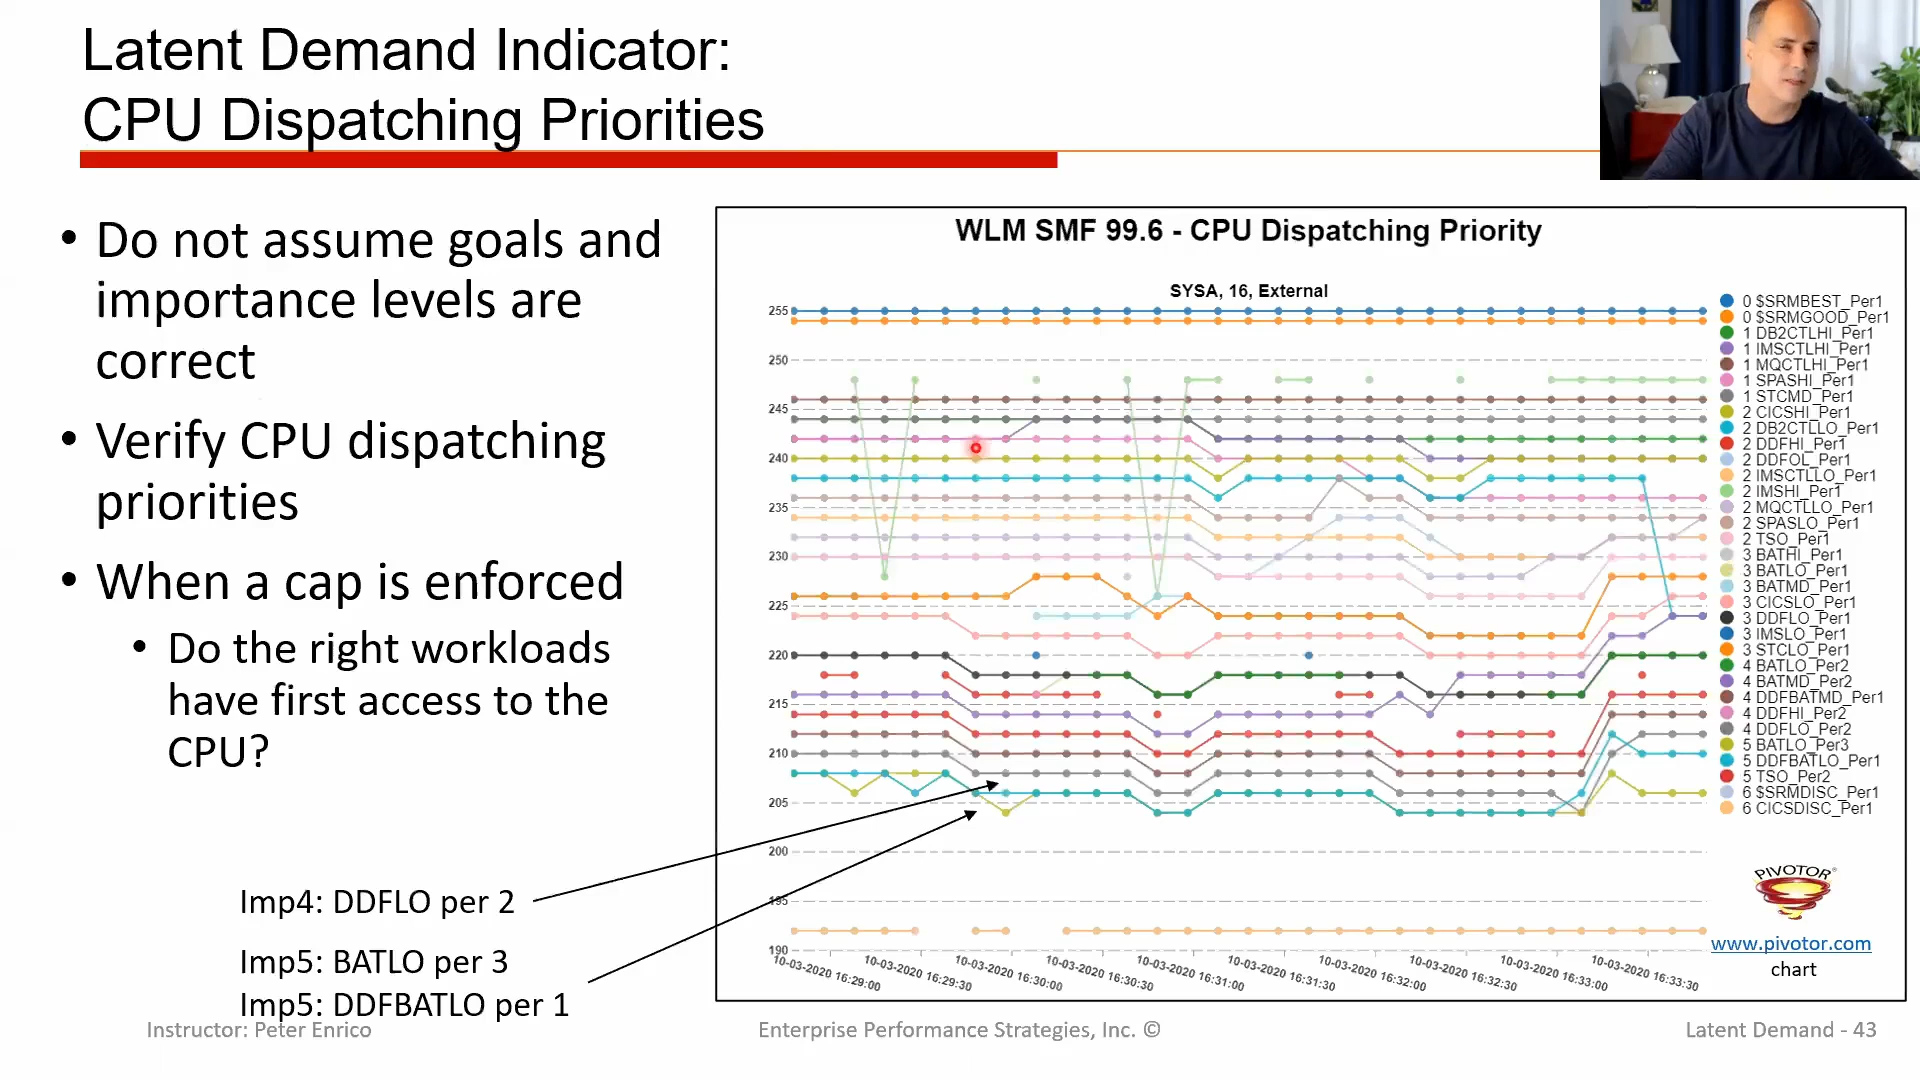 Latent Demand Indicator:
CPU Dispatching Priorities
• Do not assume goals and
importance levels are
correct
• Verify CPU dispatching
priorities
• When a cap is enforced
• Do the right workloads
have first access to the
CPU?
Imp4: DDFLO per 2
Imp5: BATLO per 3
Imp5: DDFBATLO per 1
WLM SMF 99.6 - CPU Dispatching Priority
SYSA, 16, External
255
250
245
240
235
230
225
220
215
210
205
200
195
190
10-03-2020 16:29:00
10-03-2020 16:29:30
10-03-2020 16:30:00
10-03-2020 16:30:30
10-03-2020 16:31:00
10-03-2020 16:31:30
10-03-2020 16:32:00
10-03-2020 16:32:30
10-03-2020 16:33:00
10-03-2020 16:33:30
0 $SRMBEST_Per1
0 $SRMGOOD_Per1
1 DB2CTLHI_Per1
1 IMSCTLHI_Per1
1 MQCTLHI_Per1
1 SPASHI_Per1
1 STCMD_Per1
2 CICSHI_Per1
2 DB2CTLLO_Per1
2 DDFHI_Per1
2 DDFOL_Per1
2 IMSCTLLO_Per1
2 IMSHI_Per1
2 MQCTLLO_Per1
2 SPASLO_Per1
2 TSO_Per1
3 BATHI_Per1
3 BATLO_Per1
3 BATMD_Per1
3 CICSLO_Per1
3 DDFLO_Per1
3 IMSLO_Per1
3 STCLO_Per1
4 BATLO_Per2
4 BATMD_Per2
4 DDFBATMD_Per1
4 DDFHI_Per2
4 DDFLO_Per2
5 BATLO_Per3
5 DDFBATLO_Per1
5 TSO_Per2
6 $SRMDISC_Per1
6 CICSDISC_Per1
PIVOTOR®
www.pivotor.com
chart
Instructor: Peter Enrico
Enterprise Performance Strategies, Inc. ©
Latent Demand - 43